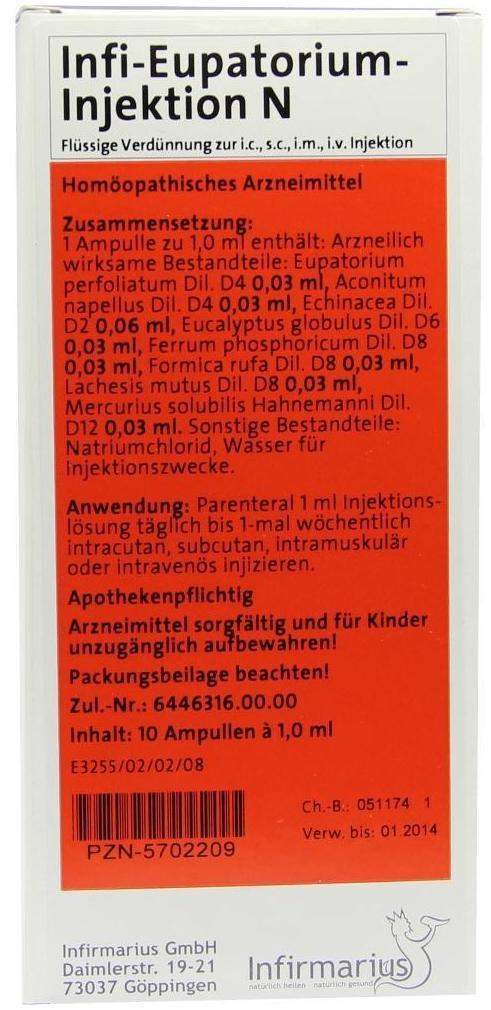 Infi-Eupatorium-
Injektion N
Flüssige Verdünnung zur i.c., s.c., i.m., i.v. Injektion
Homöopathisches Arzneimittel
Zusammensetzung:
1 Ampulle zu 1,0 ml enthält: Arzneilich
wirksame Bestandteile: Eupatorium
perfoliatum Dil. D4 0,03 ml, Aconitum
napellus Dil. D4 0,03 ml, Echinacea Dil.
D2 0,06 ml, Eucalyptus globulus Dil. D6
0,03 ml, Ferrum phosphoricum Dil. D8
0,03 ml, Formica rufa Dil. D8 0,03 ml,
Lachesis mutus Dil. D8 0,03 ml,
Mercurius solubilis Hahnemanni Dil.
D12 0,03 ml. Sonstige Bestandteile:
Natriumchlorid, Wasser für
Injektionszwecke.
Anwendung: Parenteral 1 ml Injektions-
lösung täglich bis 1-mal wöchentlich
intracutan, subcutan, intramuskulär
oder intravenös injizieren.
Apothekenpflichtig
Arzneimittel sorgfältig und für Kinder
unzugänglich aufbewahren!
Packungsbeilage beachten!
Zul.-Nr.: 6446316.00.00
Inhalt: 10 Ampullen à 1,0 ml
E3255/02/02/08
Ch.-B.: 051174 1
Verw. bis: 01.2014
PZN-5702209
Infirmarius GmbH
Daimlerstr. 19-21
73037 Göppingen
Infirmarius
natürlich heilen - natürlich gesund